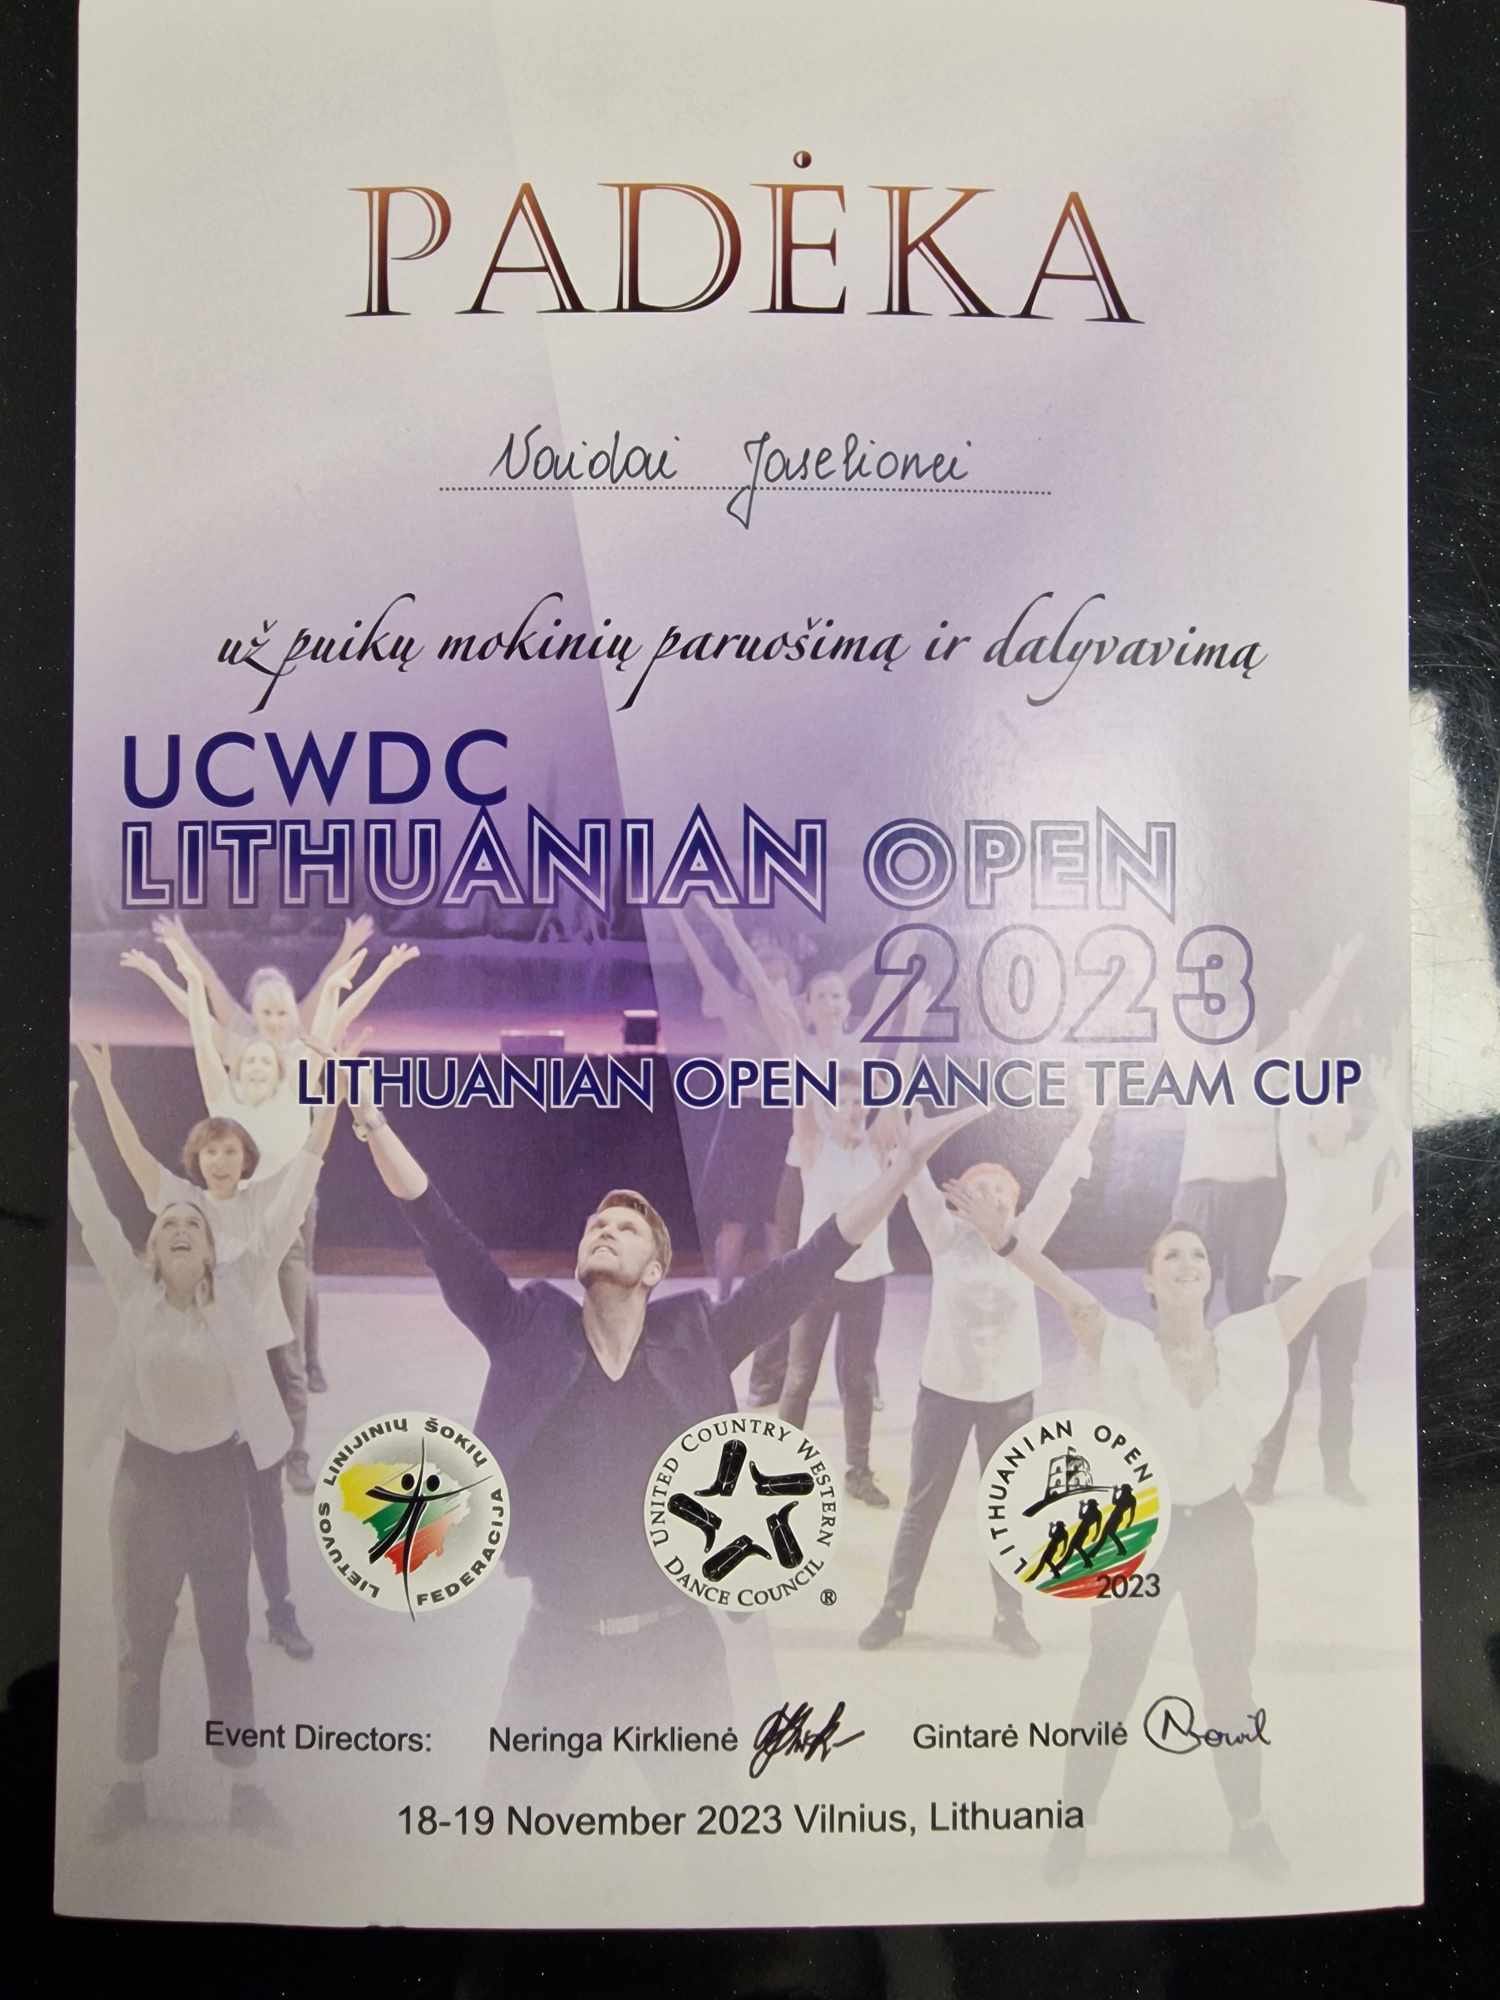 PADĖKA
Vaidai Jaselionei
už puikų mokinių paruošimą ir dalyvavimą
UCWDC
LITHUANIAN OPEN
2023
LITHUANIAN OPEN DANCE TEAM CUP
LIETUVOS LINIJINIŲ ŠOKIŲ FEDERACIJA
UNITED COUNTRY WESTERN DANCE COUNCIL ®
LITHUANIAN OPEN 2023
Event Directors: Neringa Kirklienė Gintarė Norvilė
18-19 November 2023 Vilnius, Lithuania